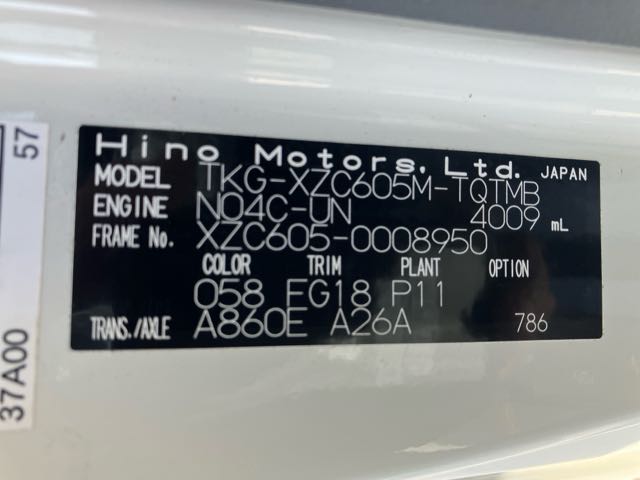 Hino Motors, Ltd. JAPAN
MODEL TKG-XZC605M-TQTMB
ENGINE N04C-UN 4009 mL
FRAME No. XZC605-0008950
COLOR TRIM PLANT OPTION
058 FG18 P11
TRANS./AXLE A860E A26A 786
57
37A00